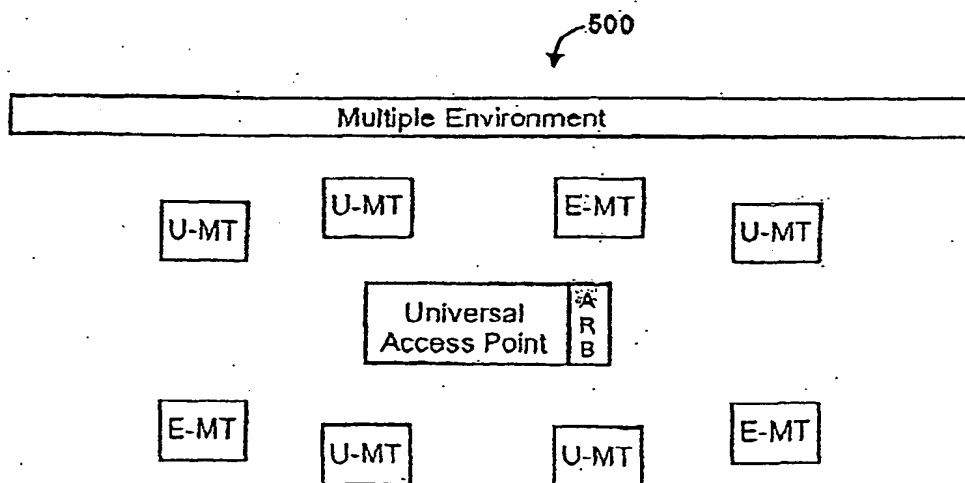 500
Multiple Environment
U-MT
U-MT
E-MT
U-MT
Universal
Access Point
A
R
B
E-MT
U-MT
U-MT
E-MT